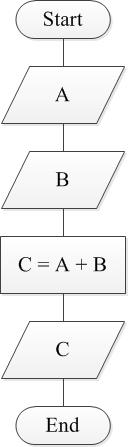 Start
A
B
C = A + B
C
End